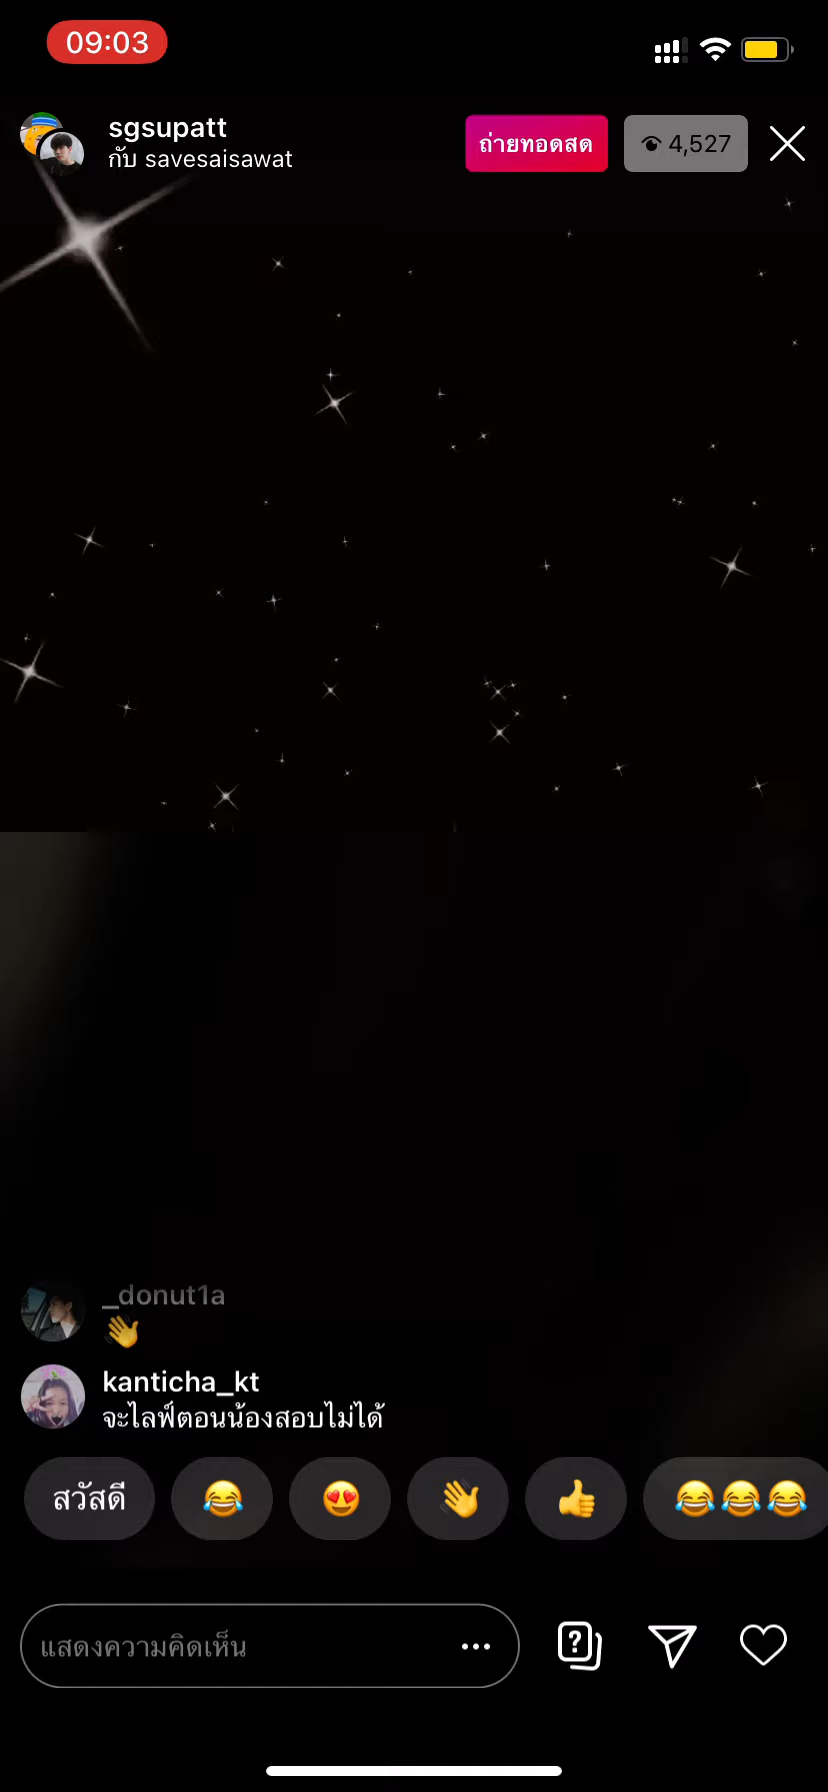 09:03
sgsupatt
กับ savesaisawat
ถ่ายทอดสด
4,527
_donut1a
👋
kanticha_kt
จะไลฟ์ตอนน้องสอบไม่ได้
สวัสดี 😂 😍 👋 👍 😂😂😂
แสดงความคิดเห็น